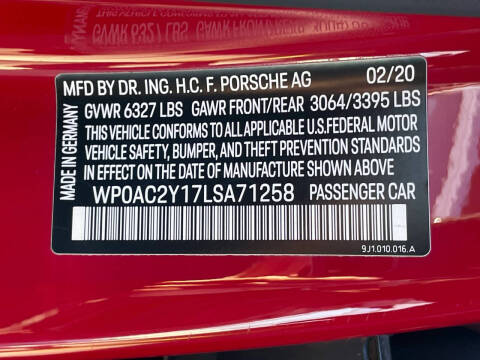 MFD BY DR. ING. H.C. F. PORSCHE AG 02/20
GVWR 6327 LBS GAWR FRONT/REAR 3064/3395 LBS
THIS VEHICLE CONFORMS TO ALL APPLICABLE U.S.FEDERAL MOTOR
VEHICLE SAFETY, BUMPER, AND THEFT PREVENTION STANDARDS
IN EFFECT ON THE DATE OF MANUFACTURE SHOWN ABOVE
WP0AC2Y17LSA71258 PASSENGER CAR
9J1.010.016.A
MADE IN GERMANY